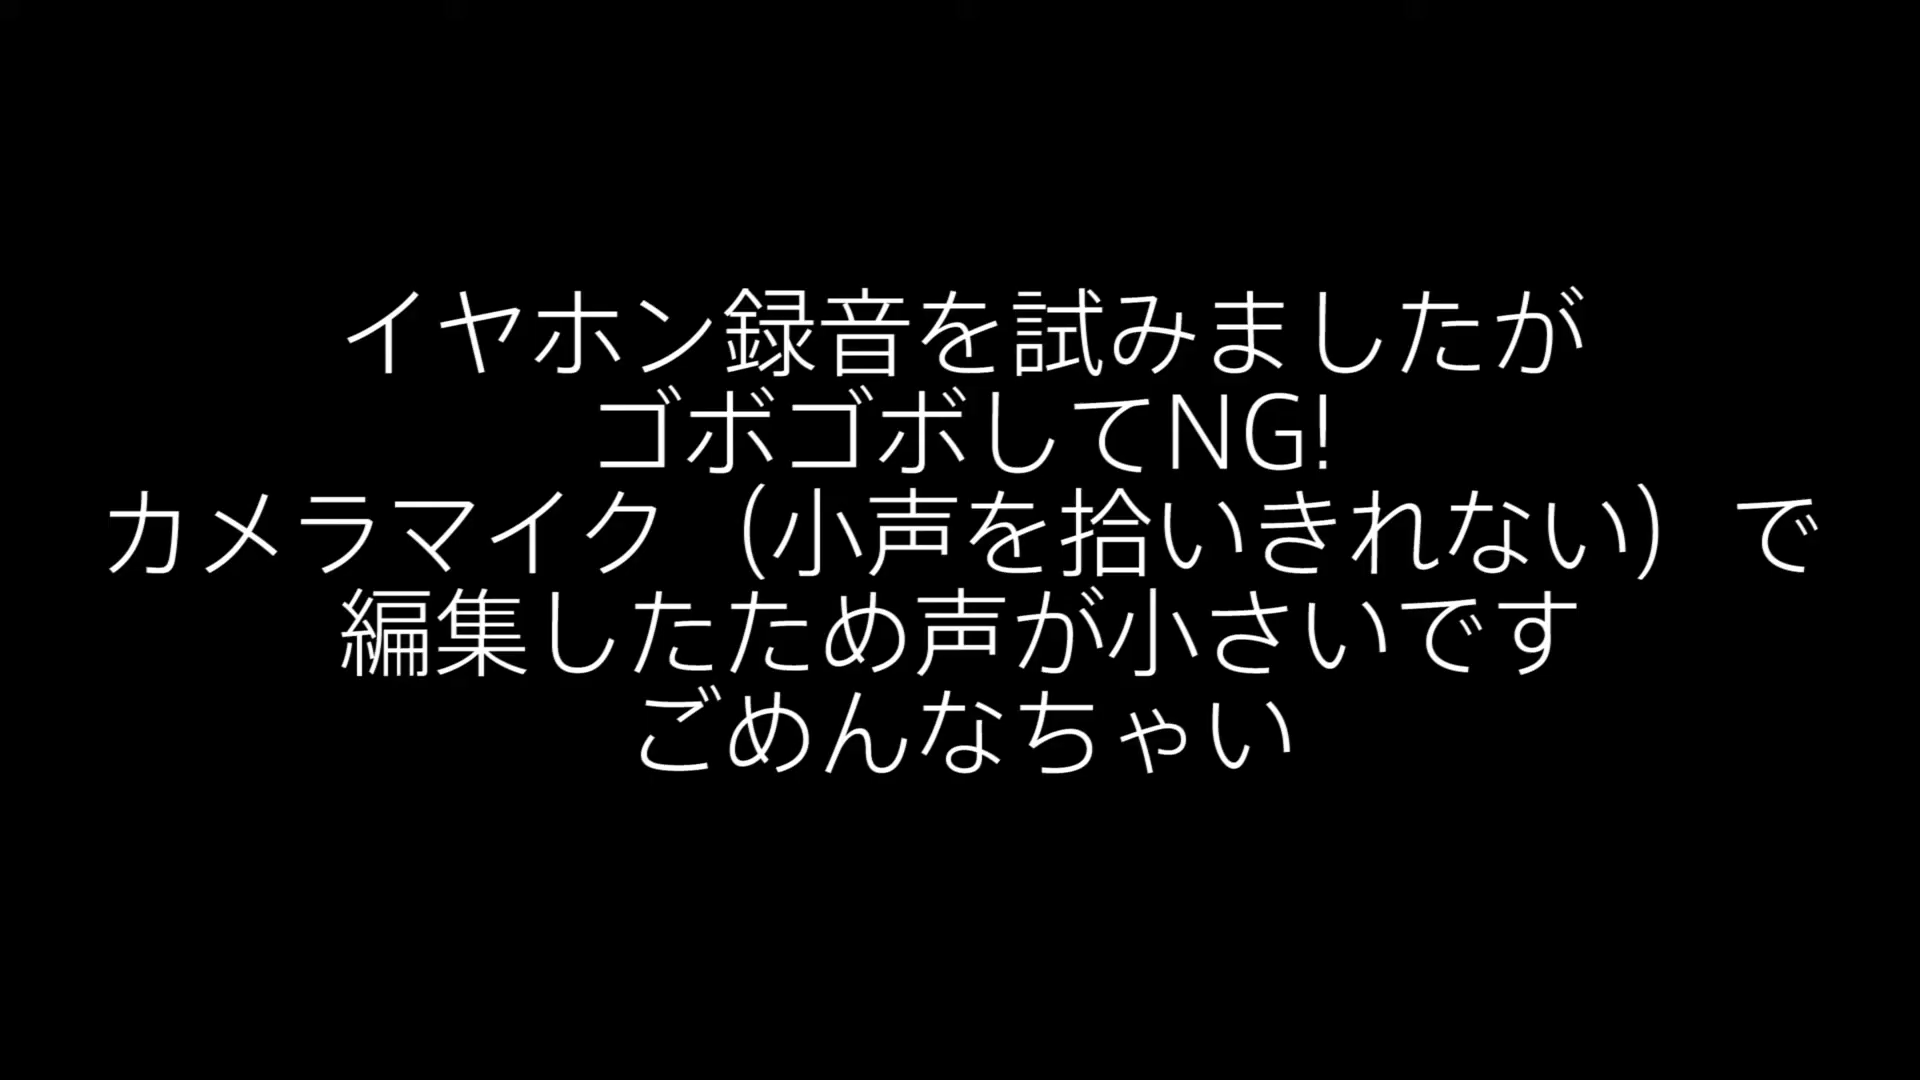 イヤホン録音を試みましたが
ゴボゴボしてNG!
カメラマイク（小声を拾いきれない）で
編集したため声が小さいです
ごめんなちゃい